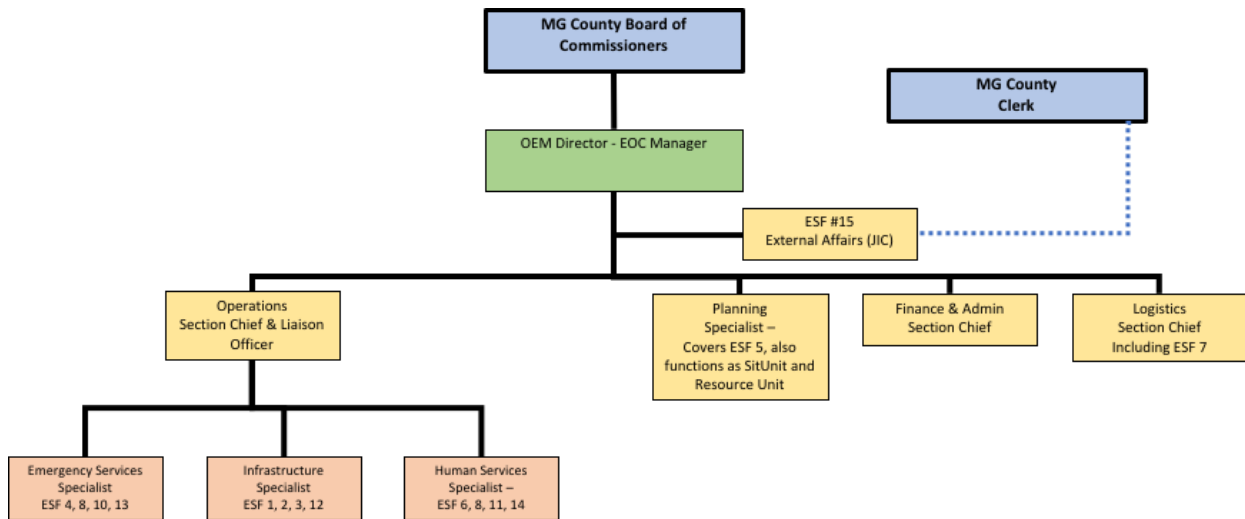 MG County Board of
Commissioners
MG County
Clerk
OEM Director - EOC Manager
ESF #15
External Affairs (JIC)
Operations
Section Chief & Liaison
Officer
Planning
Specialist –
Covers ESF 5, also
functions as SitUnit and
Resource Unit
Finance & Admin
Section Chief
Logistics
Section Chief
Including ESF 7
Emergency Services
Specialist
ESF 4, 8, 10, 13
Infrastructure
Specialist
ESF 1, 2, 3, 12
Human Services
Specialist –
ESF 6, 8, 11, 14